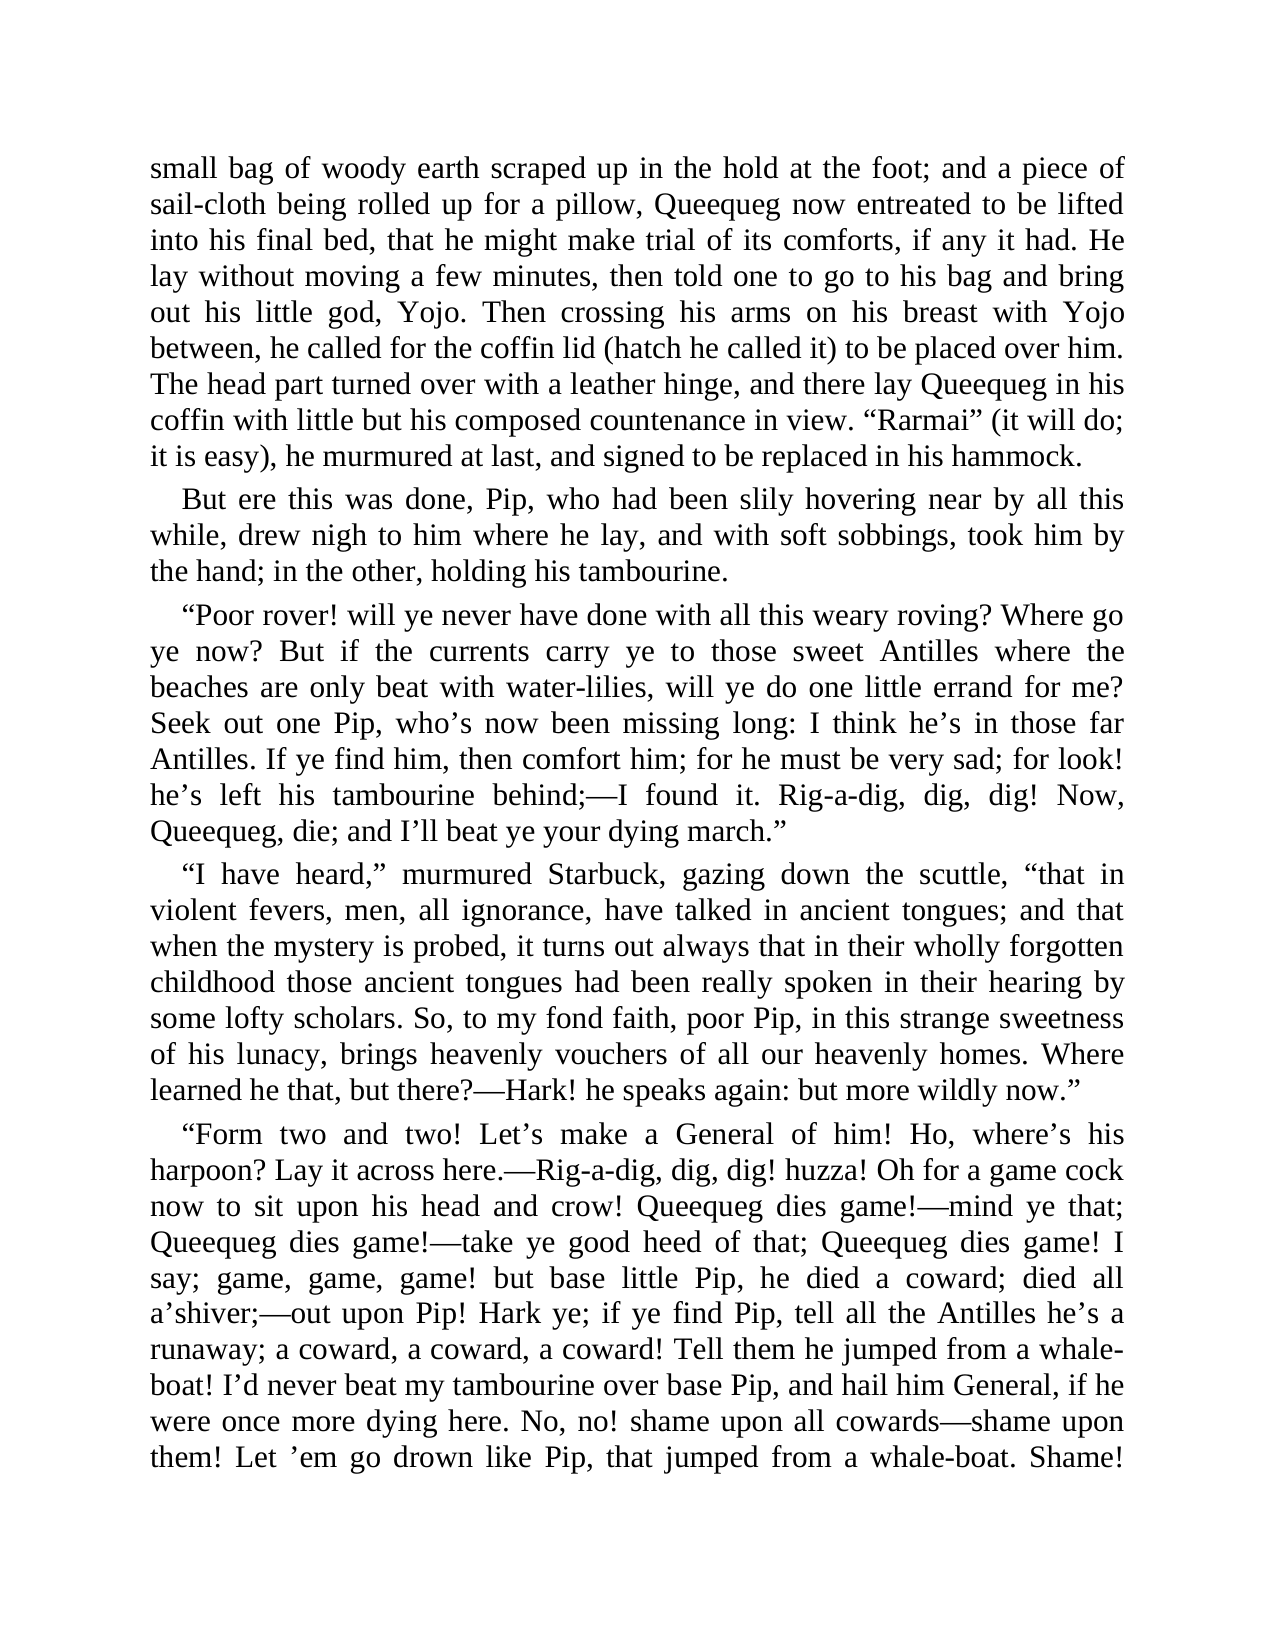 small bag of woody earth scraped up in the hold at the foot; and a piece of
sail-cloth being rolled up for a pillow, Queequeg now entreated to be lifted
into his final bed, that he might make trial of its comforts, if any it had. He
lay without moving a few minutes, then told one to go to his bag and bring
out his little god, Yojo. Then crossing his arms on his breast with Yojo
between, he called for the coffin lid (hatch he called it) to be placed over him.
The head part turned over with a leather hinge, and there lay Queequeg in his
coffin with little but his composed countenance in view. “Rarmai” (it will do;
it is easy), he murmured at last, and signed to be replaced in his hammock.
But ere this was done, Pip, who had been slily hovering near by all this
while, drew nigh to him where he lay, and with soft sobbings, took him by
the hand; in the other, holding his tambourine.
“Poor rover! will ye never have done with all this weary roving? Where go
ye now? But if the currents carry ye to those sweet Antilles where the
beaches are only beat with water-lilies, will ye do one little errand for me?
Seek out one Pip, who’s now been missing long: I think he’s in those far
Antilles. If ye find him, then comfort him; for he must be very sad; for look!
he’s left his tambourine behind;—I found it. Rig-a-dig, dig, dig! Now,
Queequeg, die; and I’ll beat ye your dying march.”
“I have heard,” murmured Starbuck, gazing down the scuttle, “that in
violent fevers, men, all ignorance, have talked in ancient tongues; and that
when the mystery is probed, it turns out always that in their wholly forgotten
childhood those ancient tongues had been really spoken in their hearing by
some lofty scholars. So, to my fond faith, poor Pip, in this strange sweetness
of his lunacy, brings heavenly vouchers of all our heavenly homes. Where
learned he that, but there?—Hark! he speaks again: but more wildly now.”
“Form two and two! Let’s make a General of him! Ho, where’s his
harpoon? Lay it across here.—Rig-a-dig, dig, dig! huzza! Oh for a game cock
now to sit upon his head and crow! Queequeg dies game!—mind ye that;
Queequeg dies game!—take ye good heed of that; Queequeg dies game! I
say; game, game, game! but base little Pip, he died a coward; died all
a’shiver;—out upon Pip! Hark ye; if ye find Pip, tell all the Antilles he’s a
runaway; a coward, a coward, a coward! Tell them he jumped from a whale-
boat! I’d never beat my tambourine over base Pip, and hail him General, if he
were once more dying here. No, no! shame upon all cowards—shame upon
them! Let ’em go drown like Pip, that jumped from a whale-boat. Shame!